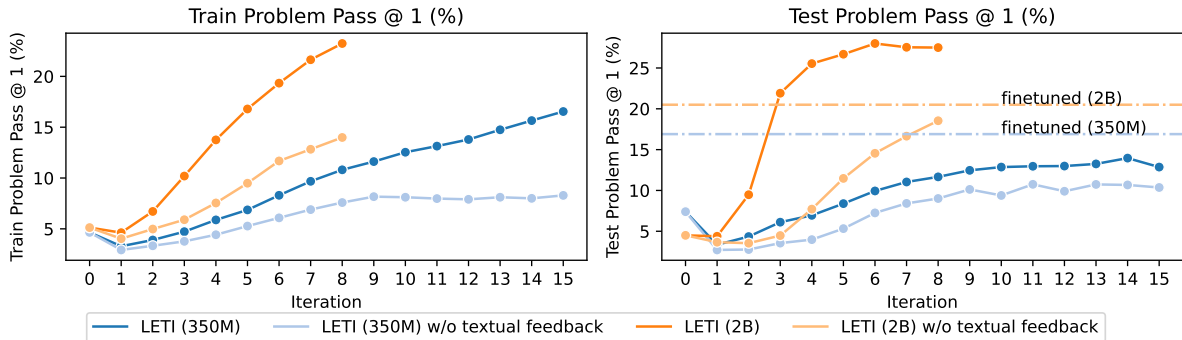 Train Problem Pass @ 1 (%)
Train Problem Pass @ 1 (%)
20
15
10
5
0 1 2 3 4 5 6 7 8 9 10 11 12 13 14 15
Iteration
Test Problem Pass @ 1 (%)
Test Problem Pass @ 1 (%)
25
20
15
10
5
finetuned (2B)
finetuned (350M)
0 1 2 3 4 5 6 7 8 9 10 11 12 13 14 15
Iteration
LETI (350M) LETI (350M) w/o textual feedback LETI (2B) LETI (2B) w/o textual feedback